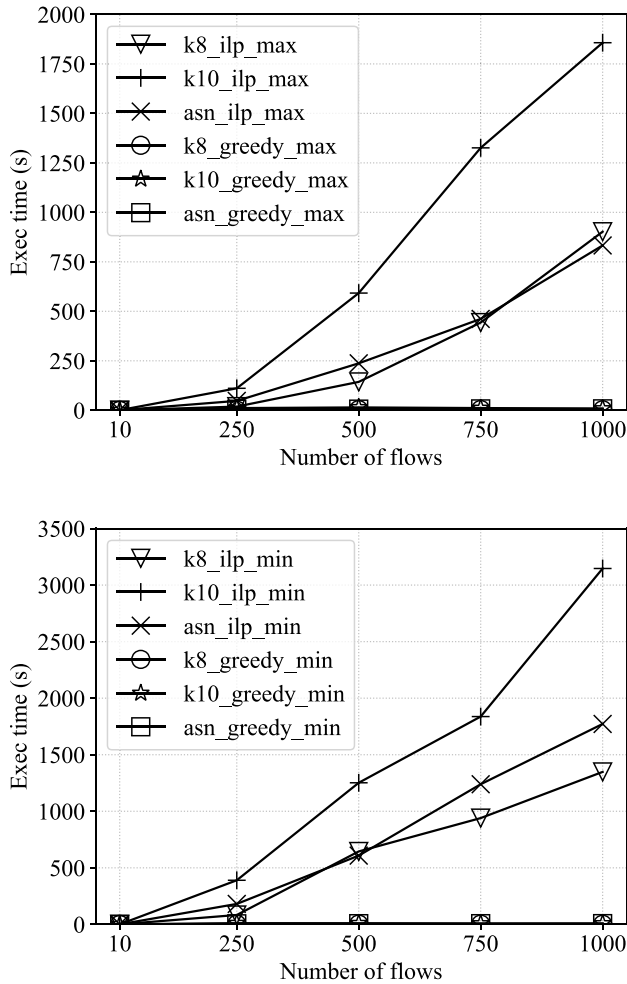 2000
1750
1500
1250
1000
750
500
250
0
Exec time (s)
k8_ilp_max
k10_ilp_max
asn_ilp_max
k8_greedy_max
k10_greedy_max
asn_greedy_max
10 250 500 750 1000
Number of flows
3500
3000
2500
2000
1500
1000
500
0
Exec time (s)
k8_ilp_min
k10_ilp_min
asn_ilp_min
k8_greedy_min
k10_greedy_min
asn_greedy_min
10 250 500 750 1000
Number of flows